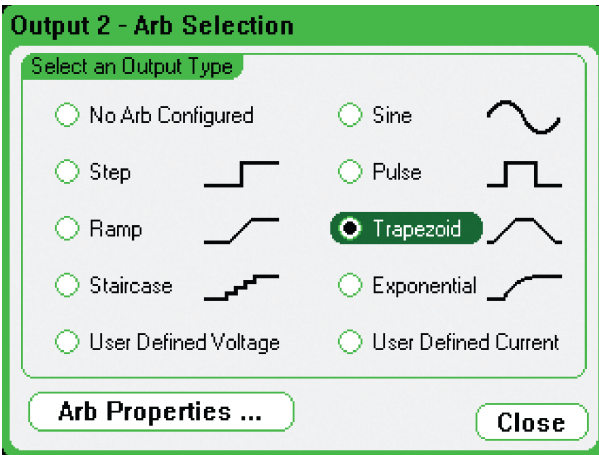 Output 2 - Arb Selection
Select an Output Type
No Arb Configured
Sine
Step
Pulse
Ramp
Trapezoid
Staircase
Exponential
User Defined Voltage
User Defined Current
Arb Properties ...
Close